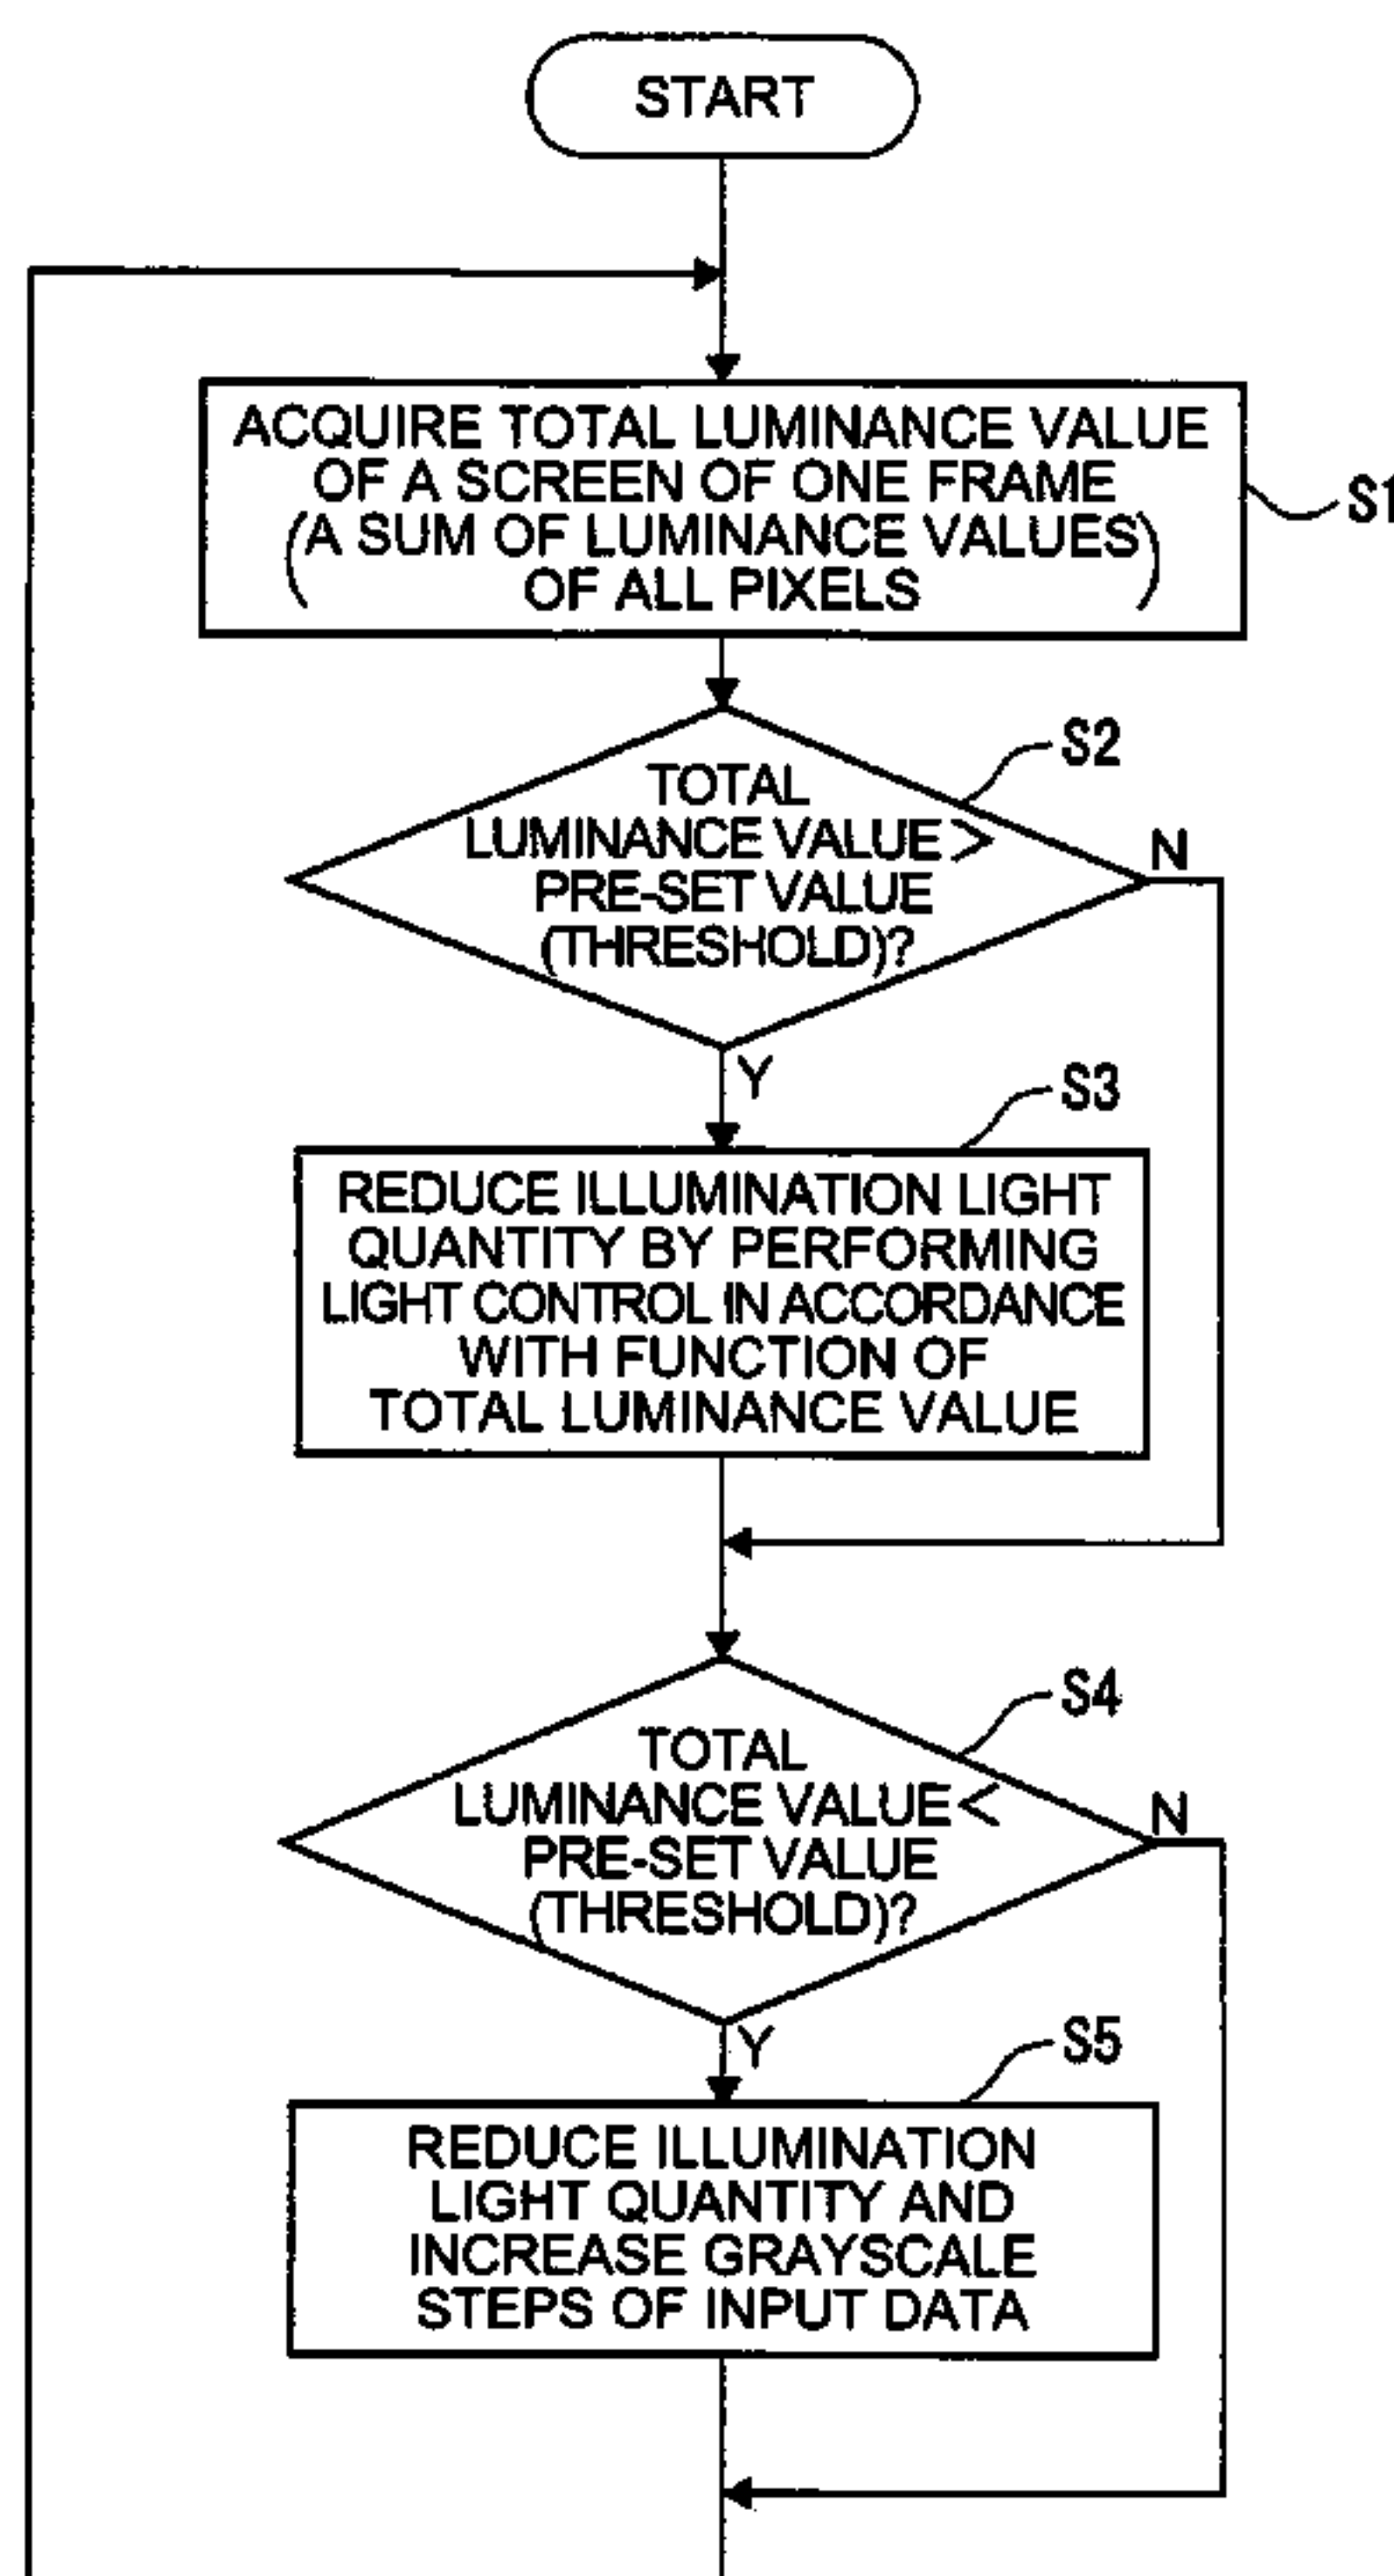 START
ACQUIRE TOTAL LUMINANCE VALUE
OF A SCREEN OF ONE FRAME
(A SUM OF LUMINANCE VALUES
OF ALL PIXELS)
S1
S2
TOTAL
LUMINANCE VALUE >
PRE-SET VALUE
(THRESHOLD)?
N
Y
S3
REDUCE ILLUMINATION LIGHT
QUANTITY BY PERFORMING
LIGHT CONTROL IN ACCORDANCE
WITH FUNCTION OF
TOTAL LUMINANCE VALUE
S4
TOTAL
LUMINANCE VALUE <
PRE-SET VALUE
(THRESHOLD)?
N
Y
S5
REDUCE ILLUMINATION
LIGHT QUANTITY AND
INCREASE GRAYSCALE
STEPS OF INPUT DATA